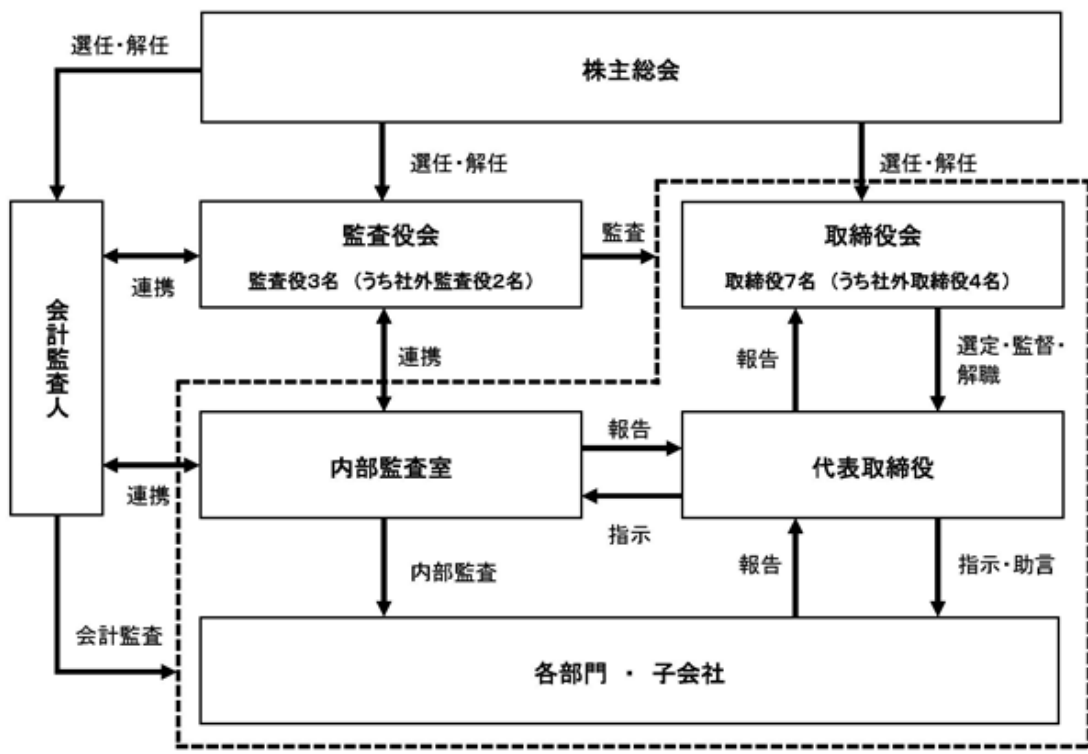 選任・解任
株主総会
選任・解任
選任・解任
監査役会
監査役3名（うち社外監査役2名）
監査
取締役会
取締役7名（うち社外取締役4名）
連携
会計監査人
連携
報告
選定・監督・
解職
内部監査室
報告
代表取締役
連携
指示
内部監査
報告
指示・助言
会計監査
各部門 ・ 子会社